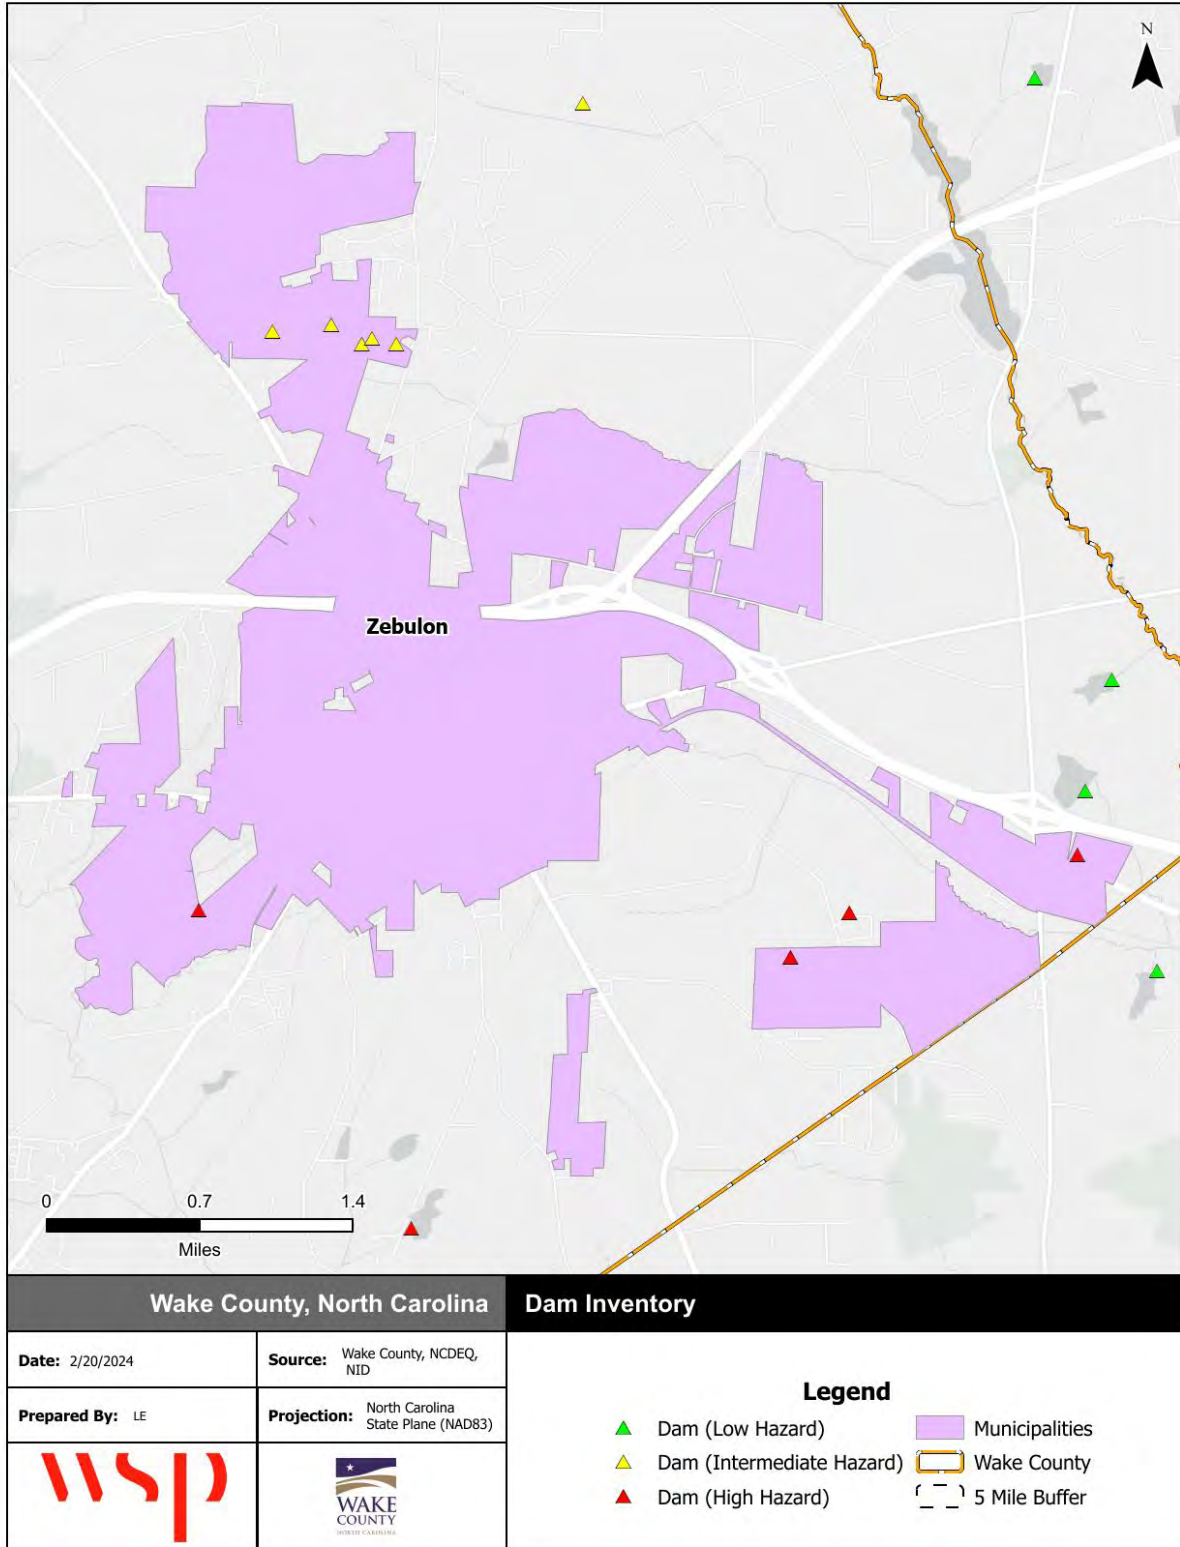 N
Zebulon
0 0.7 1.4
Miles
Wake County, North Carolina
Dam Inventory
Date: 2/20/2024
Source: Wake County, NCDEQ,
NID
Prepared By: LE
Projection: North Carolina
State Plane (NAD83)
wsp
WAKE
COUNTY
NORTH CAROLINA
Legend
Dam (Low Hazard)
Municipalities
Dam (Intermediate Hazard)
Wake County
Dam (High Hazard)
5 Mile Buffer